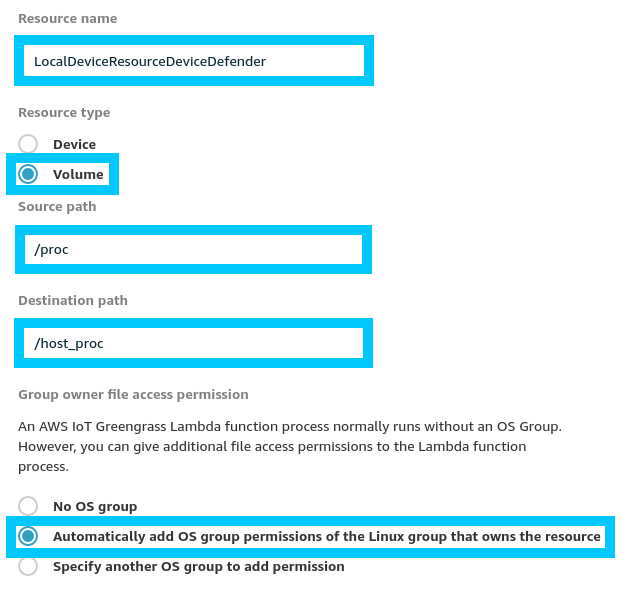 Resource name
LocalDeviceResourceDeviceDefender
Resource type
Device
Volume
Source path
/proc
Destination path
/host_proc
Group owner file access permission
An AWS IoT Greengrass Lambda function process normally runs without an OS Group.
However, you can give additional file access permissions to the Lambda function
process.
No OS group
Automatically add OS group permissions of the Linux group that owns the resource
Specify another OS group to add permission